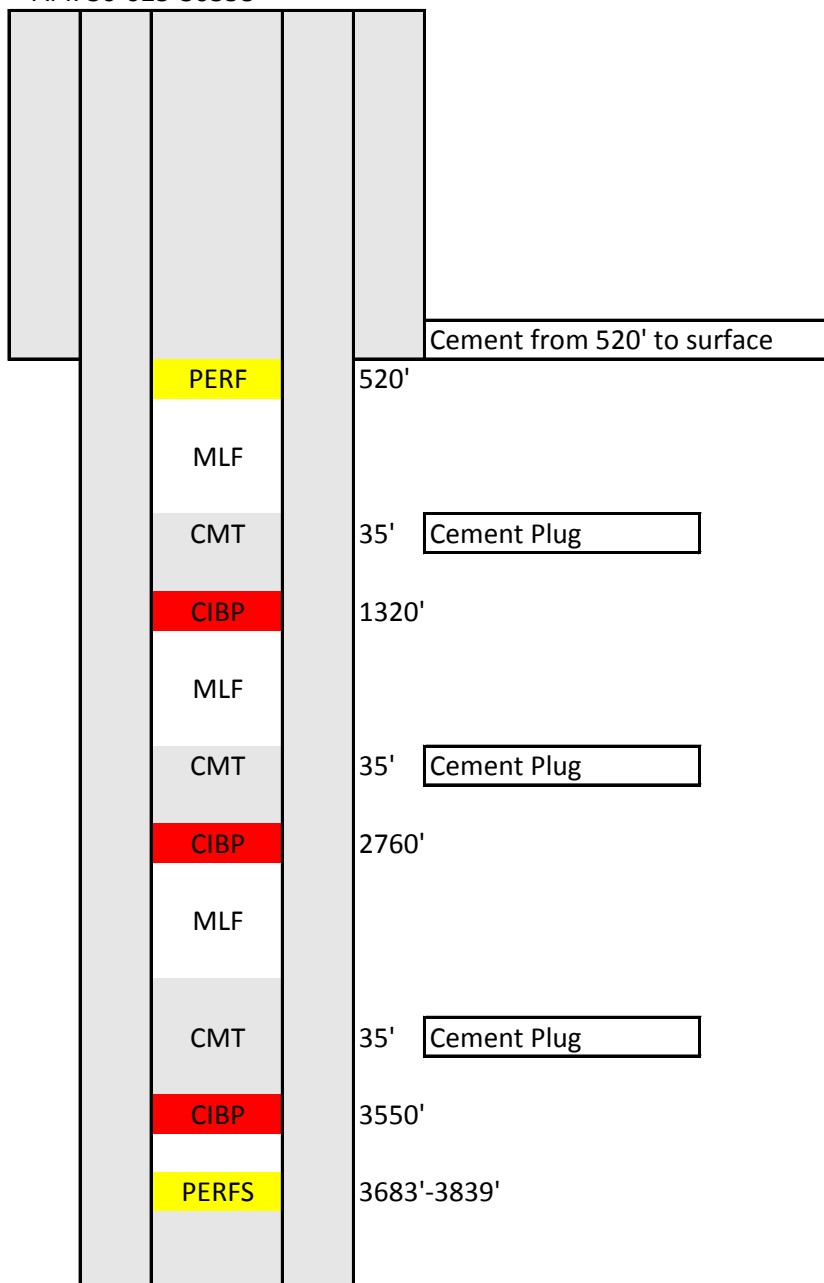 Cement from 520' to surface
PERF 520'
MLF
CMT 35' Cement Plug
CIBP 1320'
MLF
CMT 35' Cement Plug
CIBP 2760'
MLF
CMT 35' Cement Plug
CIBP 3550'
PERFS 3683'-3839'